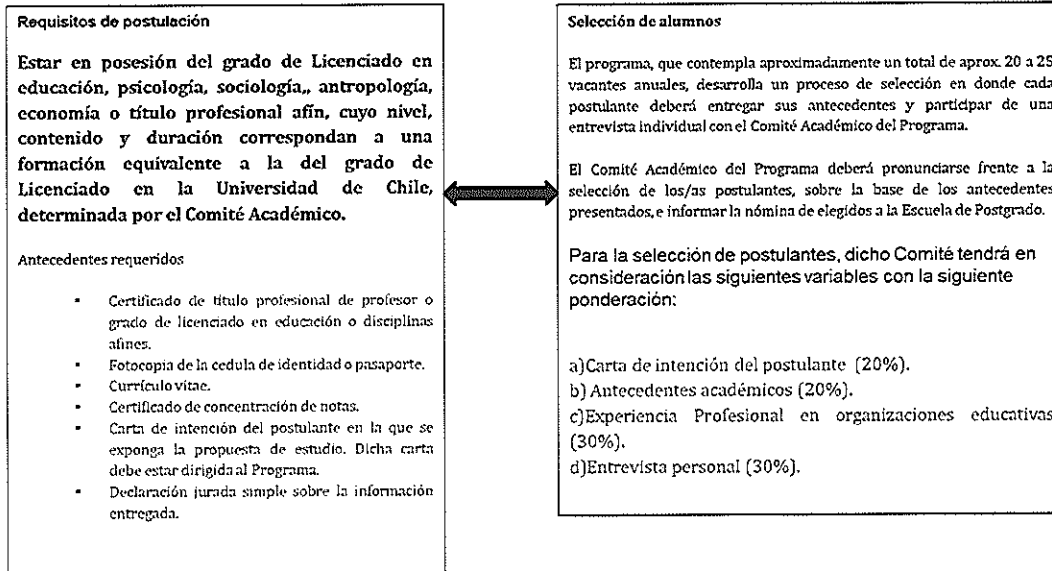 Requisitos de postulación
Estar en posesión del grado de Licenciado en
educación, psicología, sociología,, antropología,
economía o título profesional afín, cuyo nivel,
contenido y duración correspondan a una
formación equivalente a la del grado de
Licenciado en la Universidad de Chile,
determinada por el Comité Académico.
Antecedentes requeridos
▪ Certificado de título profesional de profesor o
grado de licenciado en educación o disciplinas
afines.
▪ Fotocopia de la cedula de identidad o pasaporte.
▪ Currículo vitae.
▪ Certificado de concentración de notas.
▪ Carta de intención del postulante en la que se
exponga la propuesta de estudio. Dicha carta
debe estar dirigida al Programa.
▪ Declaración jurada simple sobre la información
entregada.
Selección de alumnos
El programa, que contempla aproximadamente un total de aprox. 20 a 25
vacantes anuales, desarrolla un proceso de selección en donde cada
postulante deberá entregar sus antecedentes y participar de una
entrevista individual con el Comité Académico del Programa.
El Comité Académico del Programa deberá pronunciarse frente a la
selección de los/as postulantes, sobre la base de los antecedentes
presentados, e informar la nómina de elegidos a la Escuela de Postgrado.
Para la selección de postulantes, dicho Comité tendrá en
consideración las siguientes variables con la siguiente
ponderación:
a)Carta de intención del postulante (20%).
b) Antecedentes académicos (20%).
c)Experiencia Profesional en organizaciones educativas
(30%).
d)Entrevista personal (30%).